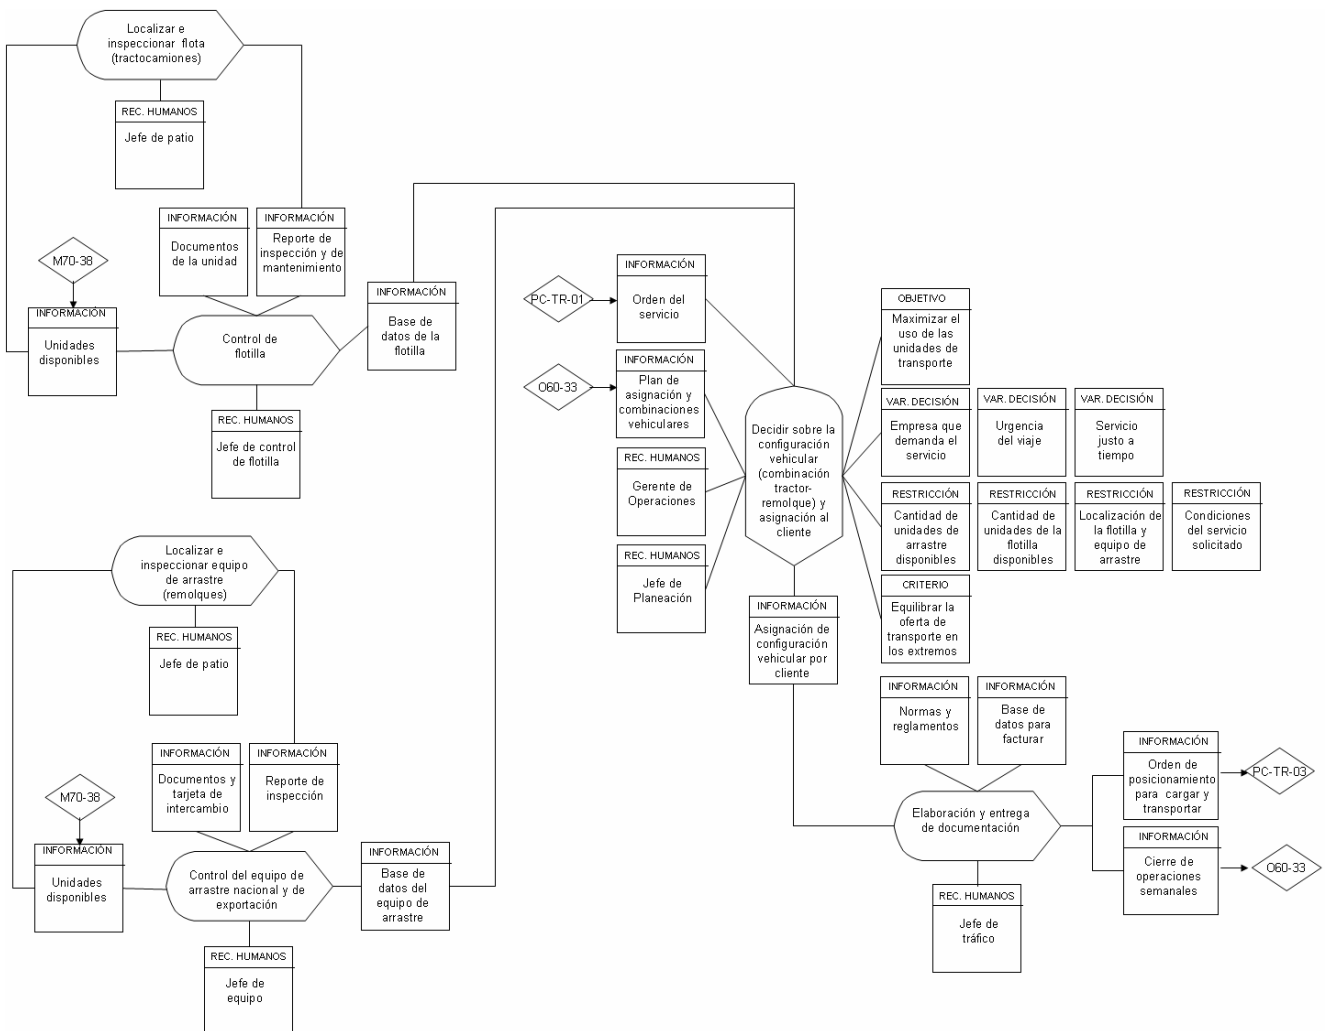 Localizar e
inspeccionar flota
(tractocamiones)
REC. HUMANOS
Jefe de patio
INFORMACIÓN
Documentos
de la unidad
INFORMACIÓN
Reporte de
inspección y de
mantenimiento
M70-38
INFORMACIÓN
Unidades
disponibles
Control de
flotilla
INFORMACIÓN
Base de
datos de la
flotilla
REC. HUMANOS
Jefe de control
de flotilla
Localizar e
inspeccionar equipo
de arrastre
(remolques)
REC. HUMANOS
Jefe de patio
INFORMACIÓN
Documentos y
tarjeta de
intercambio
INFORMACIÓN
Reporte de
inspección
M70-38
INFORMACIÓN
Unidades
disponibles
Control del equipo de
arrastre nacional y de
exportación
INFORMACIÓN
Base de
datos del
equipo de
arrastre
REC. HUMANOS
Jefe de
equipo
PC-TR-01
INFORMACIÓN
Orden del
servicio
O60-33
INFORMACIÓN
Plan de
asignación y
combinaciones
vehiculares
REC. HUMANOS
Gerente de
Operaciones
REC. HUMANOS
Jefe de
Planeación
Decidir sobre la
configuración
vehicular
(combinación
tractor-
remolque) y
asignación al
cliente
OBJETIVO
Maximizar el
uso de las
unidades de
transporte
VAR. DECISIÓN
Empresa que
demanda el
servicio
VAR. DECISIÓN
Urgencia
del viaje
VAR. DECISIÓN
Servicio
justo a
tiempo
RESTRICCIÓN
Cantidad de
unidades de
arrastre
disponibles
RESTRICCIÓN
Cantidad de
unidades de la
flotilla
disponibles
RESTRICCIÓN
Localización de
la flotilla y
equipo de
arrastre
RESTRICCIÓN
Condiciones
del servicio
solicitado
CRITERIO
Equilibrar la
oferta de
transporte en
los extremos
INFORMACIÓN
Asignación de
configuración
vehicular por
cliente
INFORMACIÓN
Normas y
reglamentos
INFORMACIÓN
Base de
datos para
facturar
Elaboración y entrega
de documentación
REC. HUMANOS
Jefe de
tráfico
INFORMACIÓN
Orden de
posicionamiento
para cargar y
transportar
PC-TR-03
INFORMACIÓN
Cierre de
operaciones
semanales
O60-33